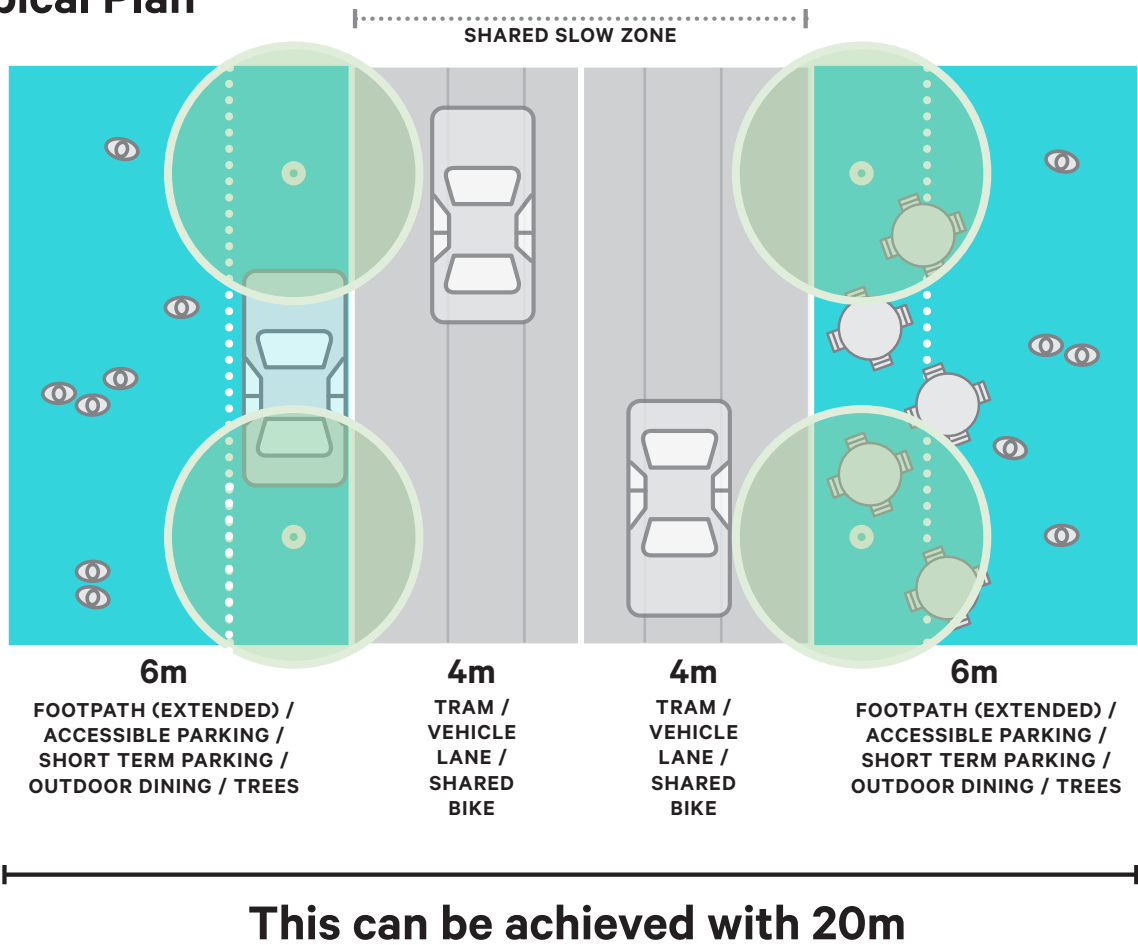 pical Plan
SHARED SLOW ZONE
6m
FOOTPATH (EXTENDED) /
ACCESSIBLE PARKING /
SHORT TERM PARKING /
OUTDOOR DINING / TREES
4m
TRAM /
VEHICLE
LANE /
SHARED
BIKE
4m
TRAM /
VEHICLE
LANE /
SHARED
BIKE
6m
FOOTPATH (EXTENDED) /
ACCESSIBLE PARKING /
SHORT TERM PARKING /
OUTDOOR DINING / TREES
This can be achieved with 20m